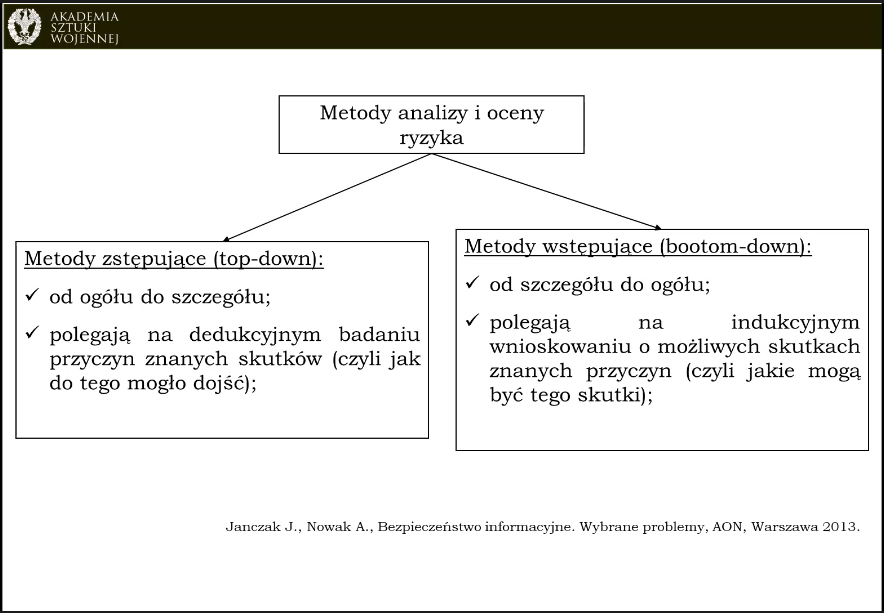 AKADEMIA
SZTUKI
WOJENNEJ
Metody analizy i oceny
ryzyka
Metody zstępujące (top-down):
✓ od ogółu do szczegółu;
✓ polegają na dedukcyjnym badaniu
przyczyn znanych skutków (czyli jak
do tego mogło dojść);
Metody wstępujące (bootom-down):
✓ od szczegółu do ogółu;
✓ polegają na indukcyjnym
wnioskowaniu o możliwych skutkach
znanych przyczyn (czyli jakie mogą
być tego skutki);
Janczak J., Nowak A., Bezpieczeństwo informacyjne. Wybrane problemy, AON, Warszawa 2013.